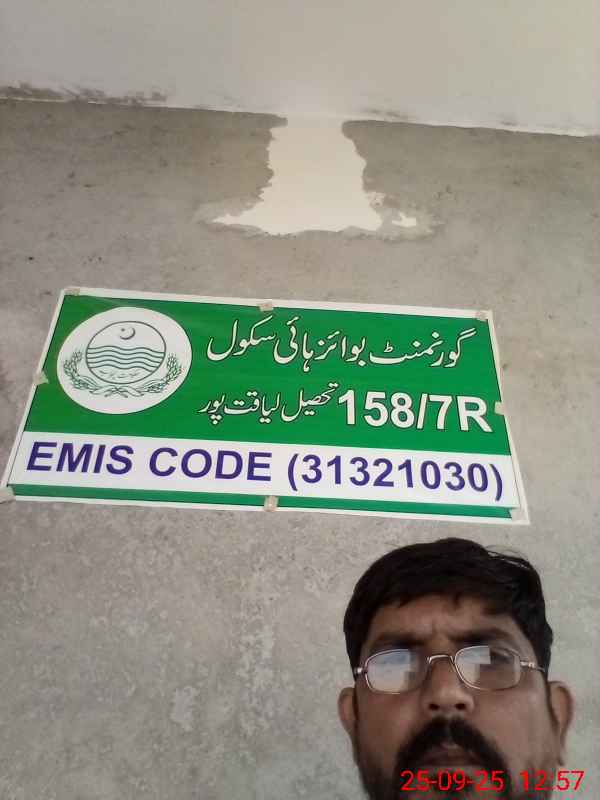 گورنمنٹ بوائز ہائی سکول
158/7R تحصیل لیاقت پور
EMIS CODE (31321030)
25-09-25 12:57